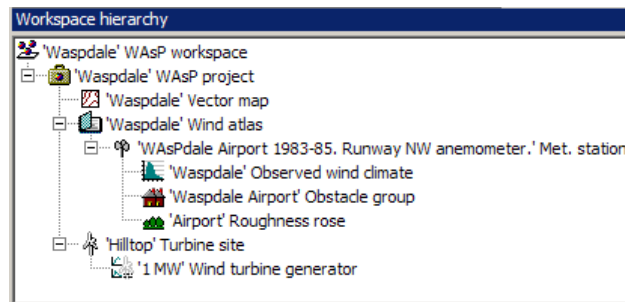 Workspace hierarchy
'Waspdale' WAsP workspace
'Waspdale' WAsP project
'Waspdale' Vector map
'Waspdale' Wind atlas
'WAsPdale Airport 1983-85. Runway NW anemometer.' Met. station
'Waspdale' Observed wind climate
'Waspdale Airport' Obstacle group
'Airport' Roughness rose
'Hilltop' Turbine site
'1 MW' Wind turbine generator